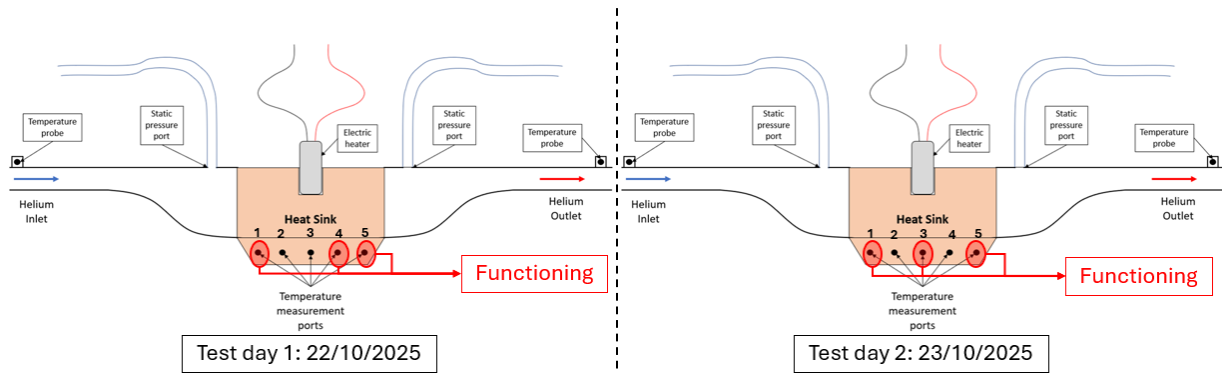 Temperature
probe
Static
pressure
port
Electric
heater
Static
pressure
port
Temperature
probe
Helium
Inlet
Heat Sink
1 2 3 4 5
Helium
Outlet
Functioning
Temperature
measurement
ports
Test day 1: 22/10/2025
Temperature
probe
Static
pressure
port
Electric
heater
Static
pressure
port
Temperature
probe
Helium
Inlet
Heat Sink
1 2 3 4 5
Helium
Outlet
Functioning
Temperature
measurement
ports
Test day 2: 23/10/2025